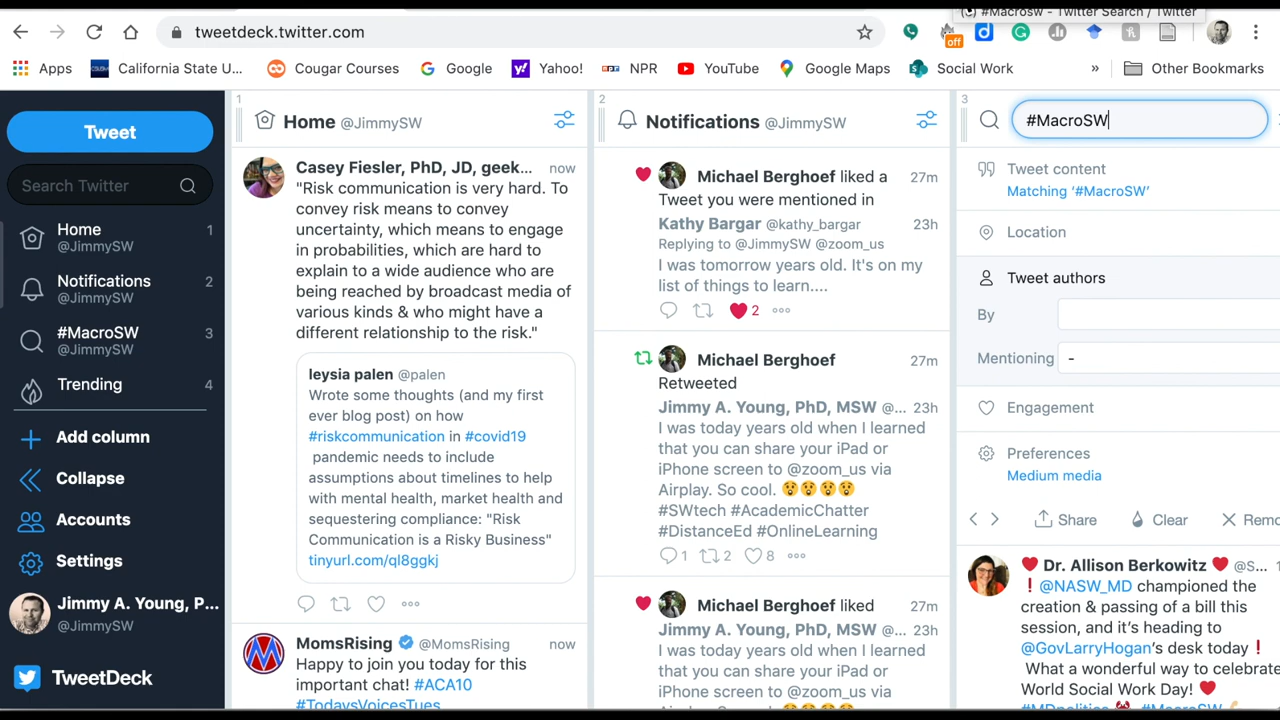 #Macrosw - Twitter Search / Twitter
tweetdeck.twitter.com
off
Apps
California State U...
Cougar Courses
Google
Yahoo!
NPR
YouTube
Google Maps
Social Work
»
Other Bookmarks
Tweet
Search Twitter
Home 1
@JimmySW
Notifications 2
@JimmySW
#MacroSW 3
@JimmySW
Trending 4
Add column
Collapse
Accounts
Settings
Jimmy A. Young, P...
@JimmySW
TweetDeck
1
Home @JimmySW
Casey Fiesler, PhD, JD, geek... now
"Risk communication is very hard. To
convey risk means to convey
uncertainty, which means to engage
in probabilities, which are hard to
explain to a wide audience who are
being reached by broadcast media of
various kinds & who might have a
different relationship to the risk."
leysia palen @palen
Wrote some thoughts (and my first
ever blog post) on how
#riskcommunication in #covid19
pandemic needs to include
assumptions about timelines to help
with mental health, market health and
sequestering compliance: "Risk
Communication is a Risky Business"
tinyurl.com/ql8ggkj
MomsRising @MomsRising now
Happy to join you today for this
important chat! #ACA10
#TodaysVoicesTues
2
Notifications @JimmySW
Michael Berghoef liked a 27m
Tweet you were mentioned in
Kathy Bargar @kathy_bargar 23h
Replying to @JimmySW @zoom_us
I was tomorrow years old. It's on my
list of things to learn....
2
Michael Berghoef 27m
Retweeted
Jimmy A. Young, PhD, MSW @... 23h
I was today years old when I learned
that you can share your iPad or
iPhone screen to @zoom_us via
Airplay. So cool. 😲😲😲😲
#SWtech #AcademicChatter
#DistanceEd #OnlineLearning
1 2 8
Michael Berghoef liked 27m
Jimmy A. Young, PhD, MSW @... 23h
I was today years old when I learned
that you can share your iPad or
iPhone screen to @zoom_us via
3
#MacroSW
Tweet content
Matching ‘#MacroSW’
Location
Tweet authors
By
Mentioning -
Engagement
Preferences
Medium media
Share Clear Remo
❤️ Dr. Allison Berkowitz ❤️ @S... 1
❗ @NASW_MD championed the
creation & passing of a bill this
session, and it’s heading to
@GovLarryHogan’s desk today❗
What a wonderful way to celebrate
World Social Work Day! ❤️
#MDpolitics 🦀 #MacroSW